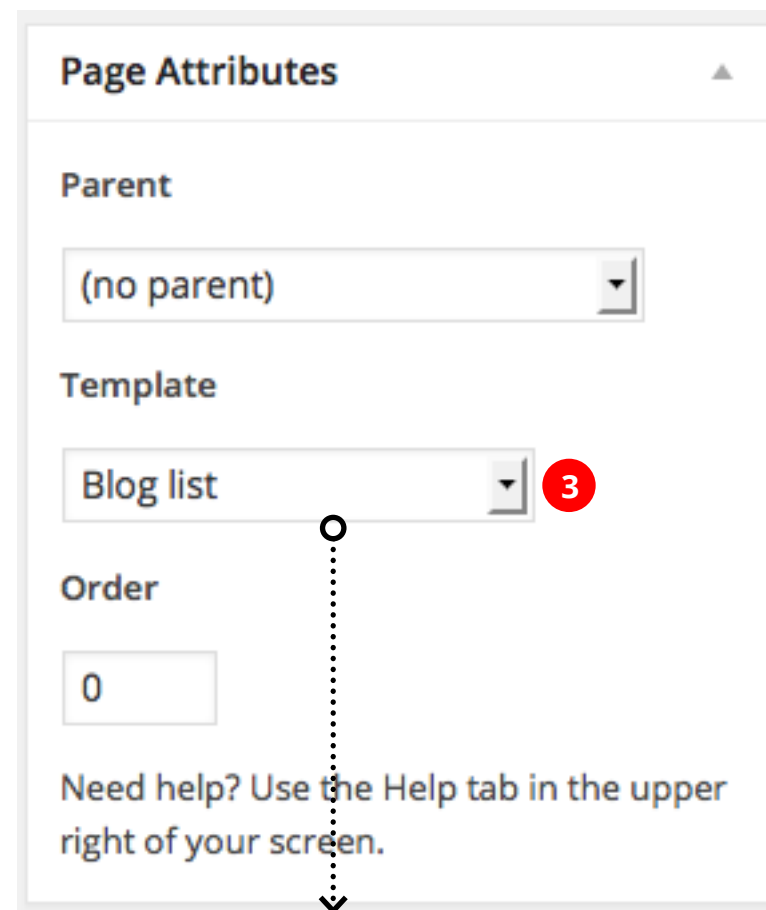 Page Attributes
Parent
(no parent)
Template
Blog list
3
Order
0
Need help? Use the Help tab in the upper
right of your screen.